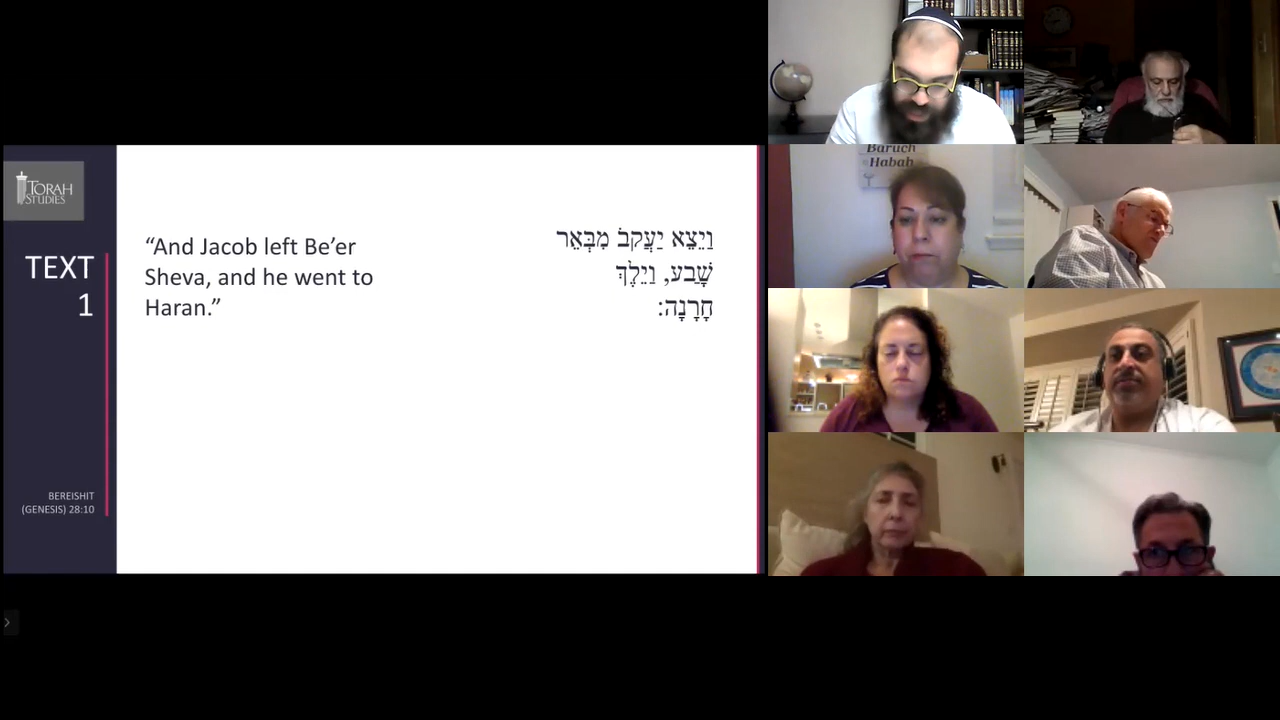 TORAH
STUDIES
TEXT
1
BEREISHIT
(GENESIS) 28:10
“And Jacob left Be’er
Sheva, and he went to
Haran.”
וַיֵּצֵא יַעֲקֹב מִבְּאֵר
שָׁבַע, וַיֵּלֶךְ
חָרָנָה:
Baruch
Habah